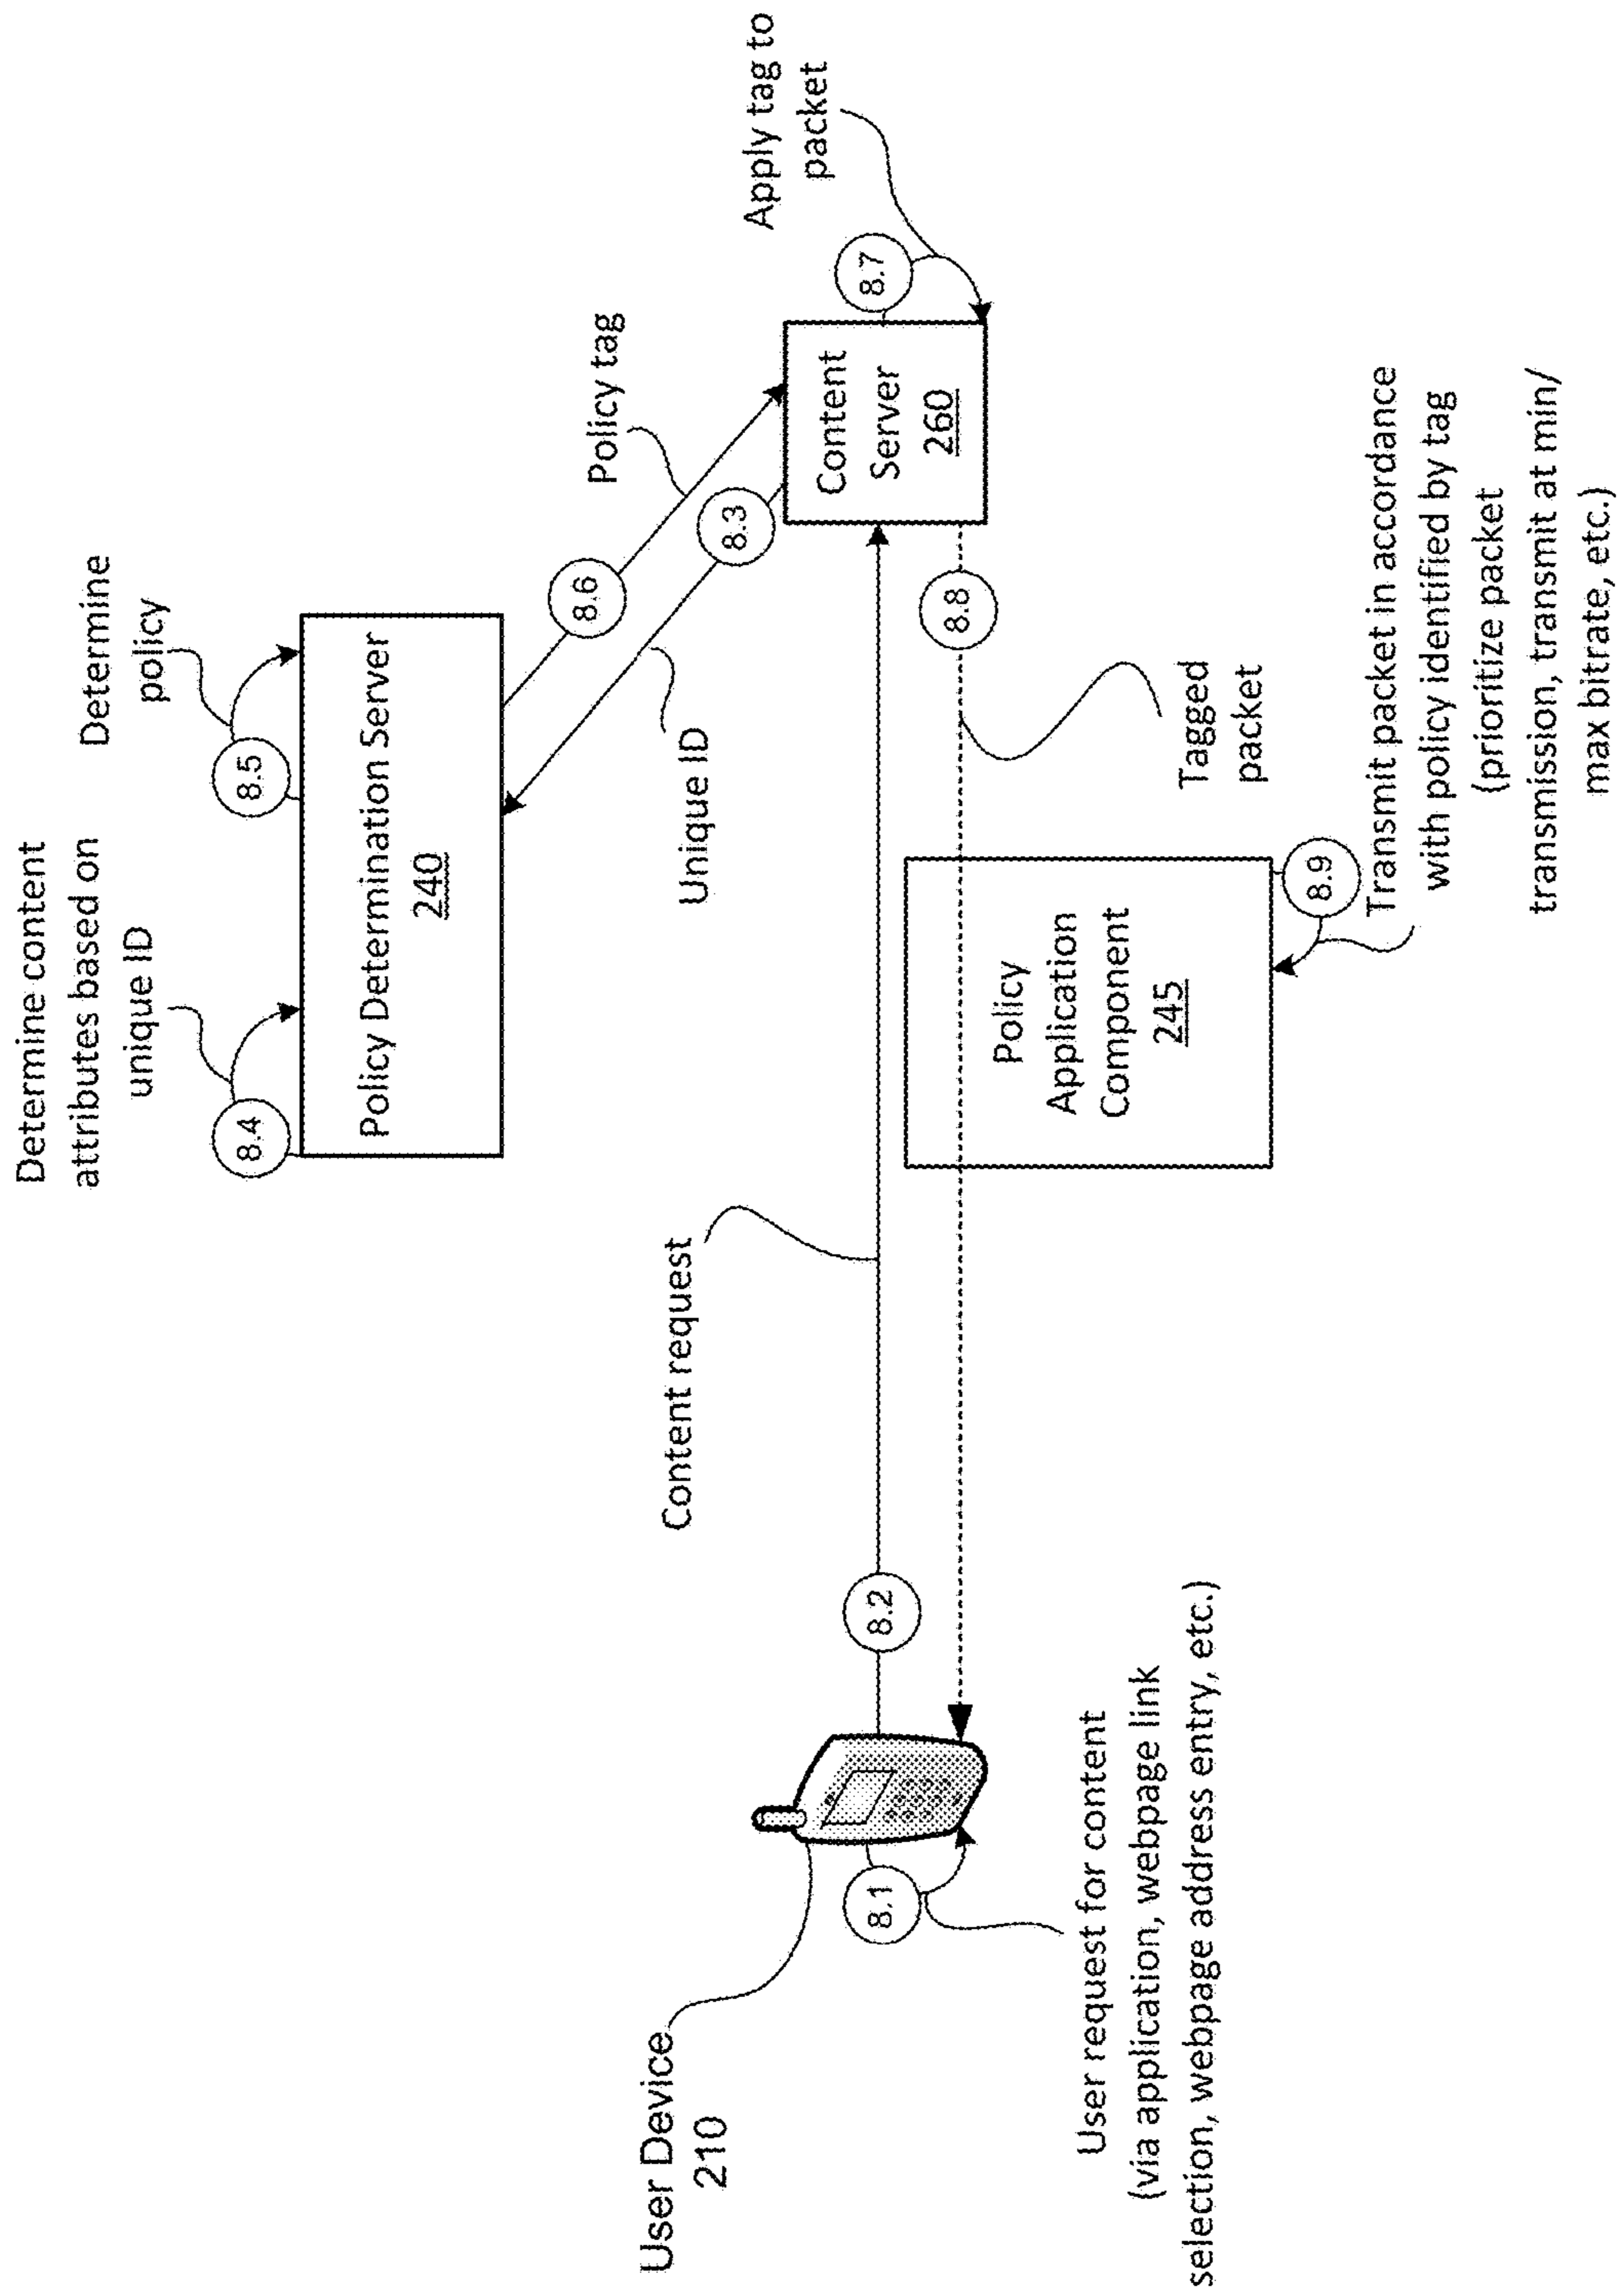 Determine content
attributes based on
unique ID
Determine
policy
8.4
8.5
Policy Determination Server
240
Policy tag
8.6
8.3
Unique ID
Apply tag to
packet
8.7
Content
Server
260
Content request
8.2
8.8
Tagged
packet
User Device
210
8.1
User request for content
(via application, webpage link
selection, webpage address entry, etc.)
Policy
Application
Component
245
8.9
Transmit packet in accordance
with policy identified by tag
(prioritize packet
transmission, transmit at min/
max bitrate, etc.)